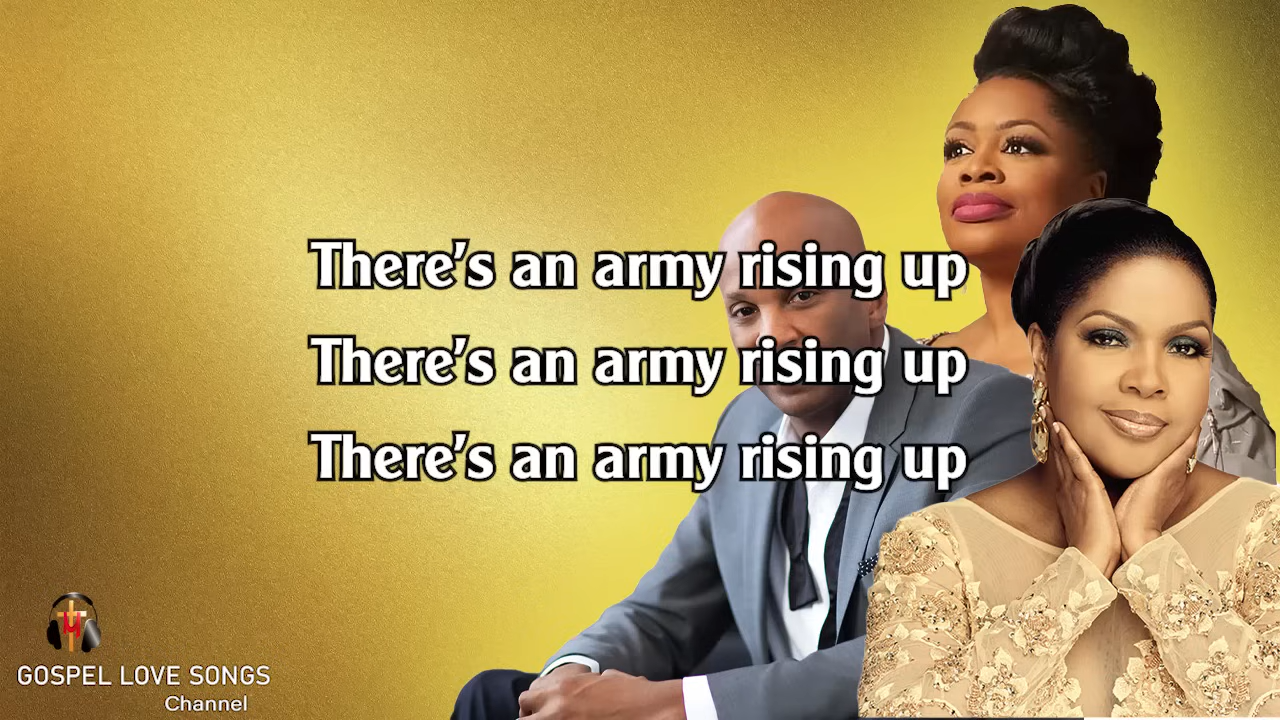 There's an army rising up
There's an army rising up
There's an army rising up
GOSPEL LOVE SONGS
Channel